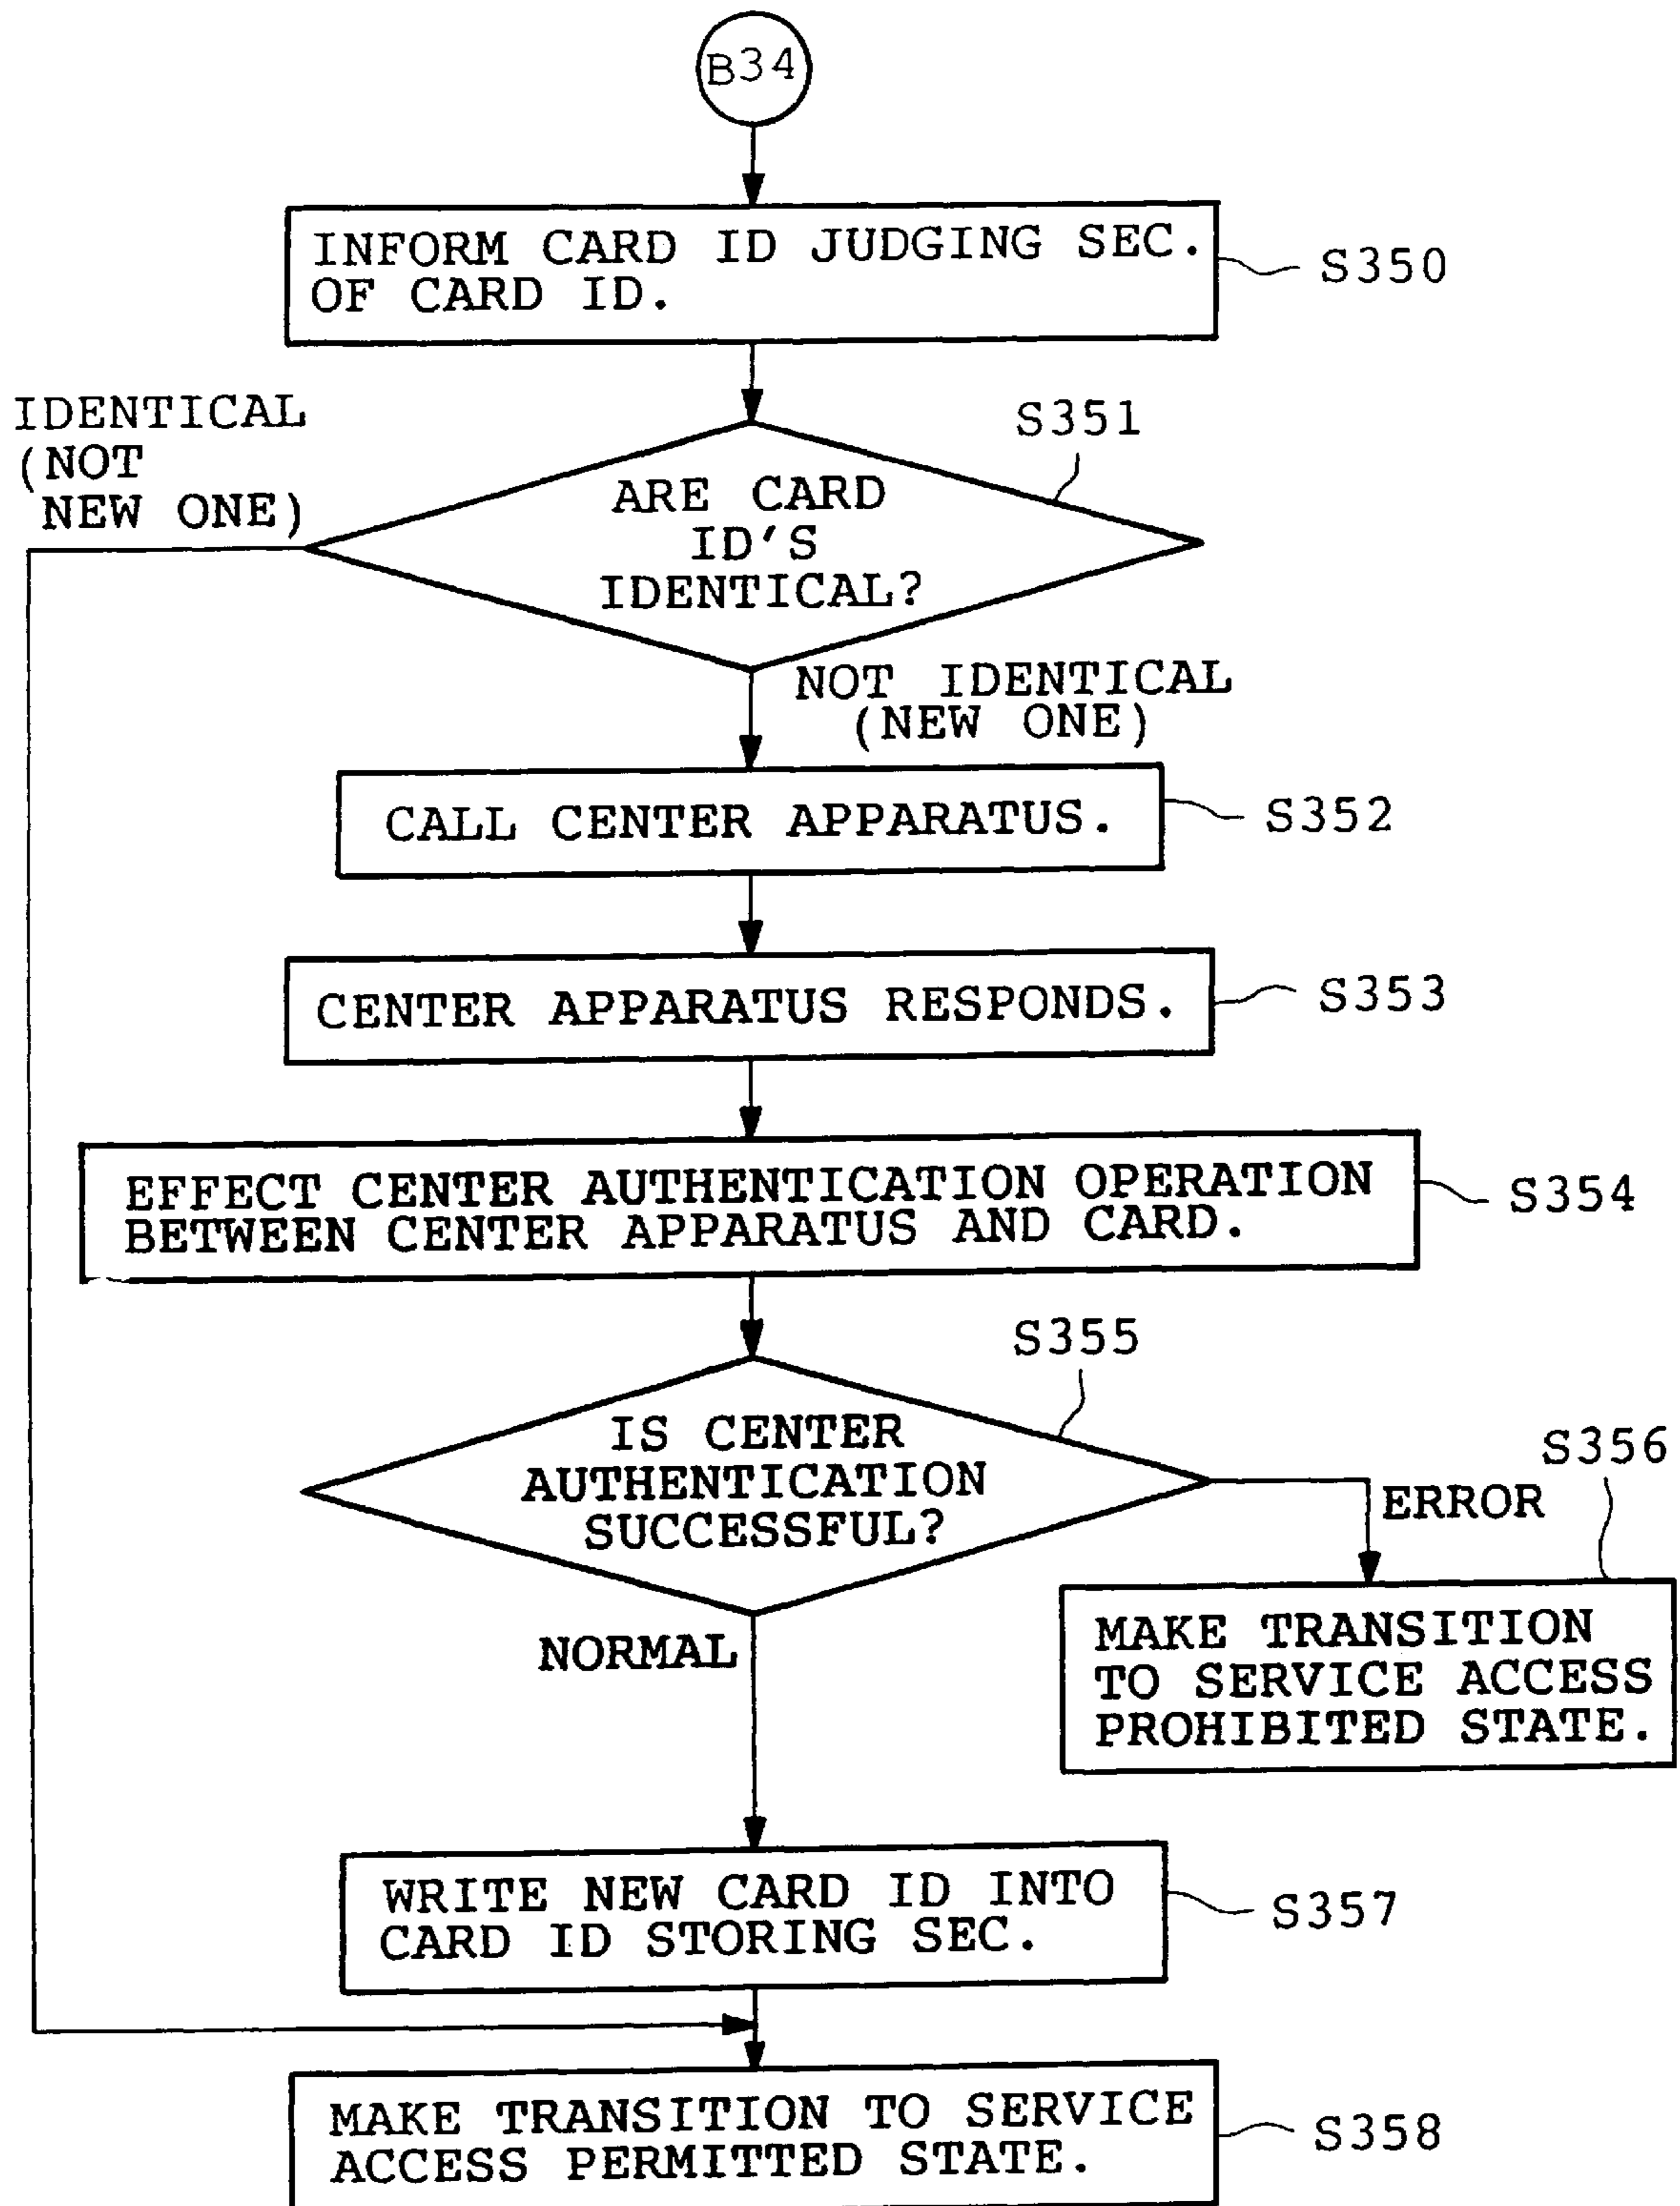 B34
INFORM CARD ID JUDGING SEC.
OF CARD ID.
S350
IDENTICAL
(NOT
NEW ONE)
S351
ARE CARD
ID'S
IDENTICAL?
NOT IDENTICAL
(NEW ONE)
CALL CENTER APPARATUS.
S352
CENTER APPARATUS RESPONDS.
S353
EFFECT CENTER AUTHENTICATION OPERATION
BETWEEN CENTER APPARATUS AND CARD.
S354
S355
IS CENTER
AUTHENTICATION
SUCCESSFUL?
S356
ERROR
NORMAL
MAKE TRANSITION
TO SERVICE ACCESS
PROHIBITED STATE.
WRITE NEW CARD ID INTO
CARD ID STORING SEC.
S357
MAKE TRANSITION TO SERVICE
ACCESS PERMITTED STATE.
S358